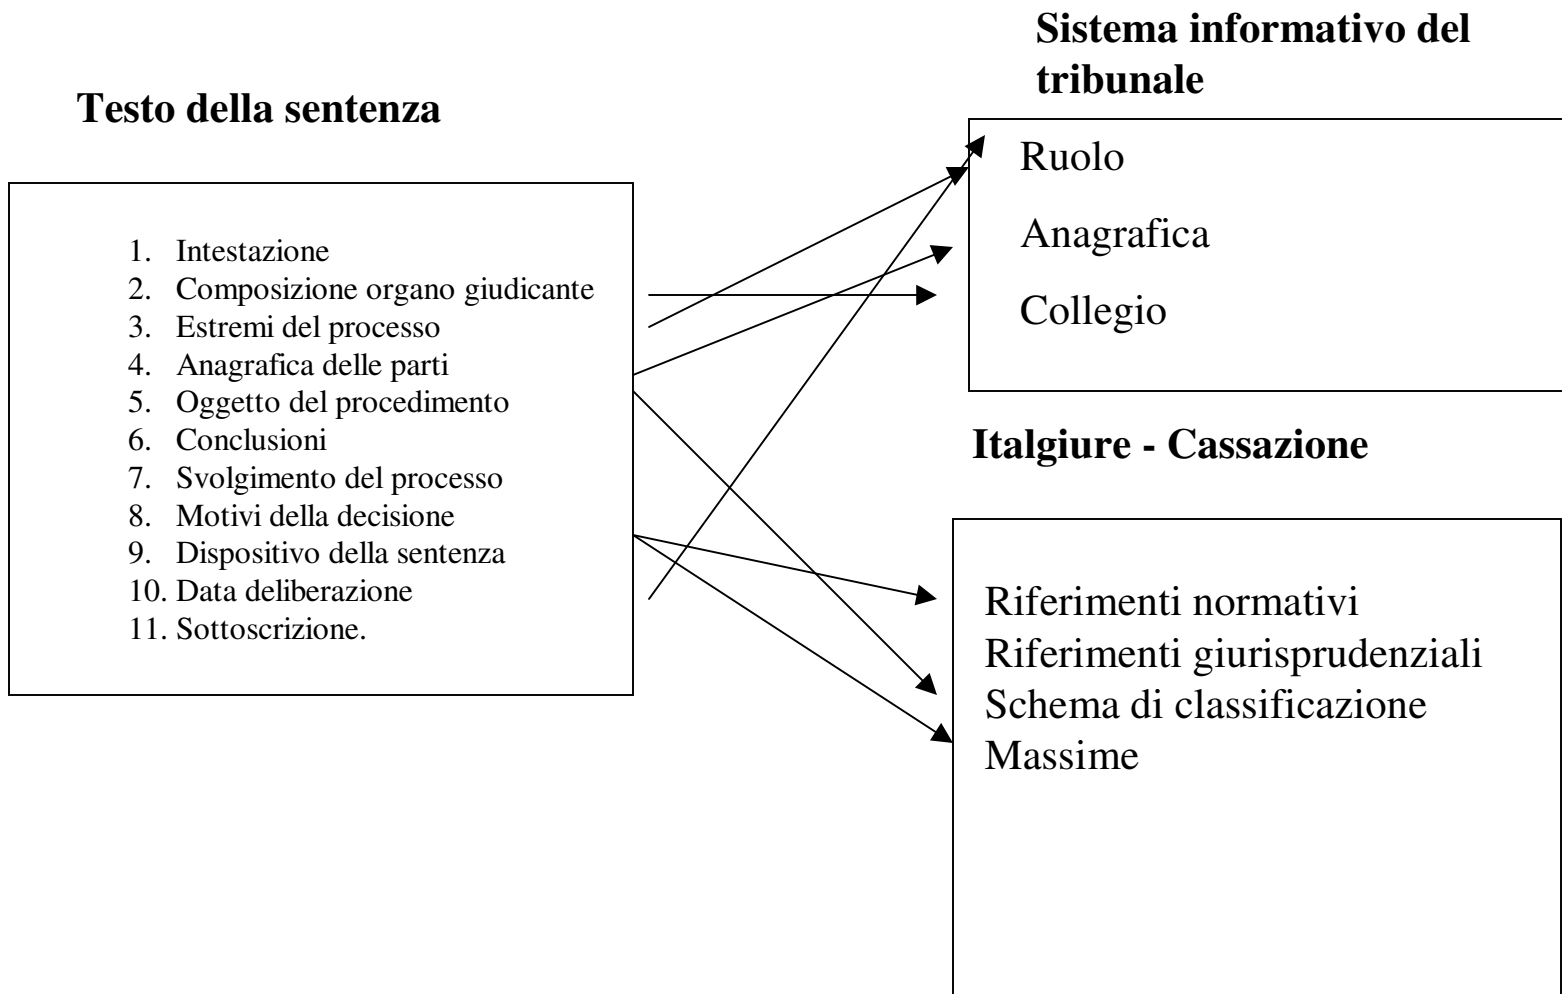 Testo della sentenza
1. Intestazione
2. Composizione organo giudicante
3. Estremi del processo
4. Anagrafica delle parti
5. Oggetto del procedimento
6. Conclusioni
7. Svolgimento del processo
8. Motivi della decisione
9. Dispositivo della sentenza
10. Data deliberazione
11. Sottoscrizione.
Sistema informativo del
tribunale
Ruolo
Anagrafica
Collegio
Italgiure - Cassazione
Riferimenti normativi
Riferimenti giurisprudenziali
Schema di classificazione
Massime